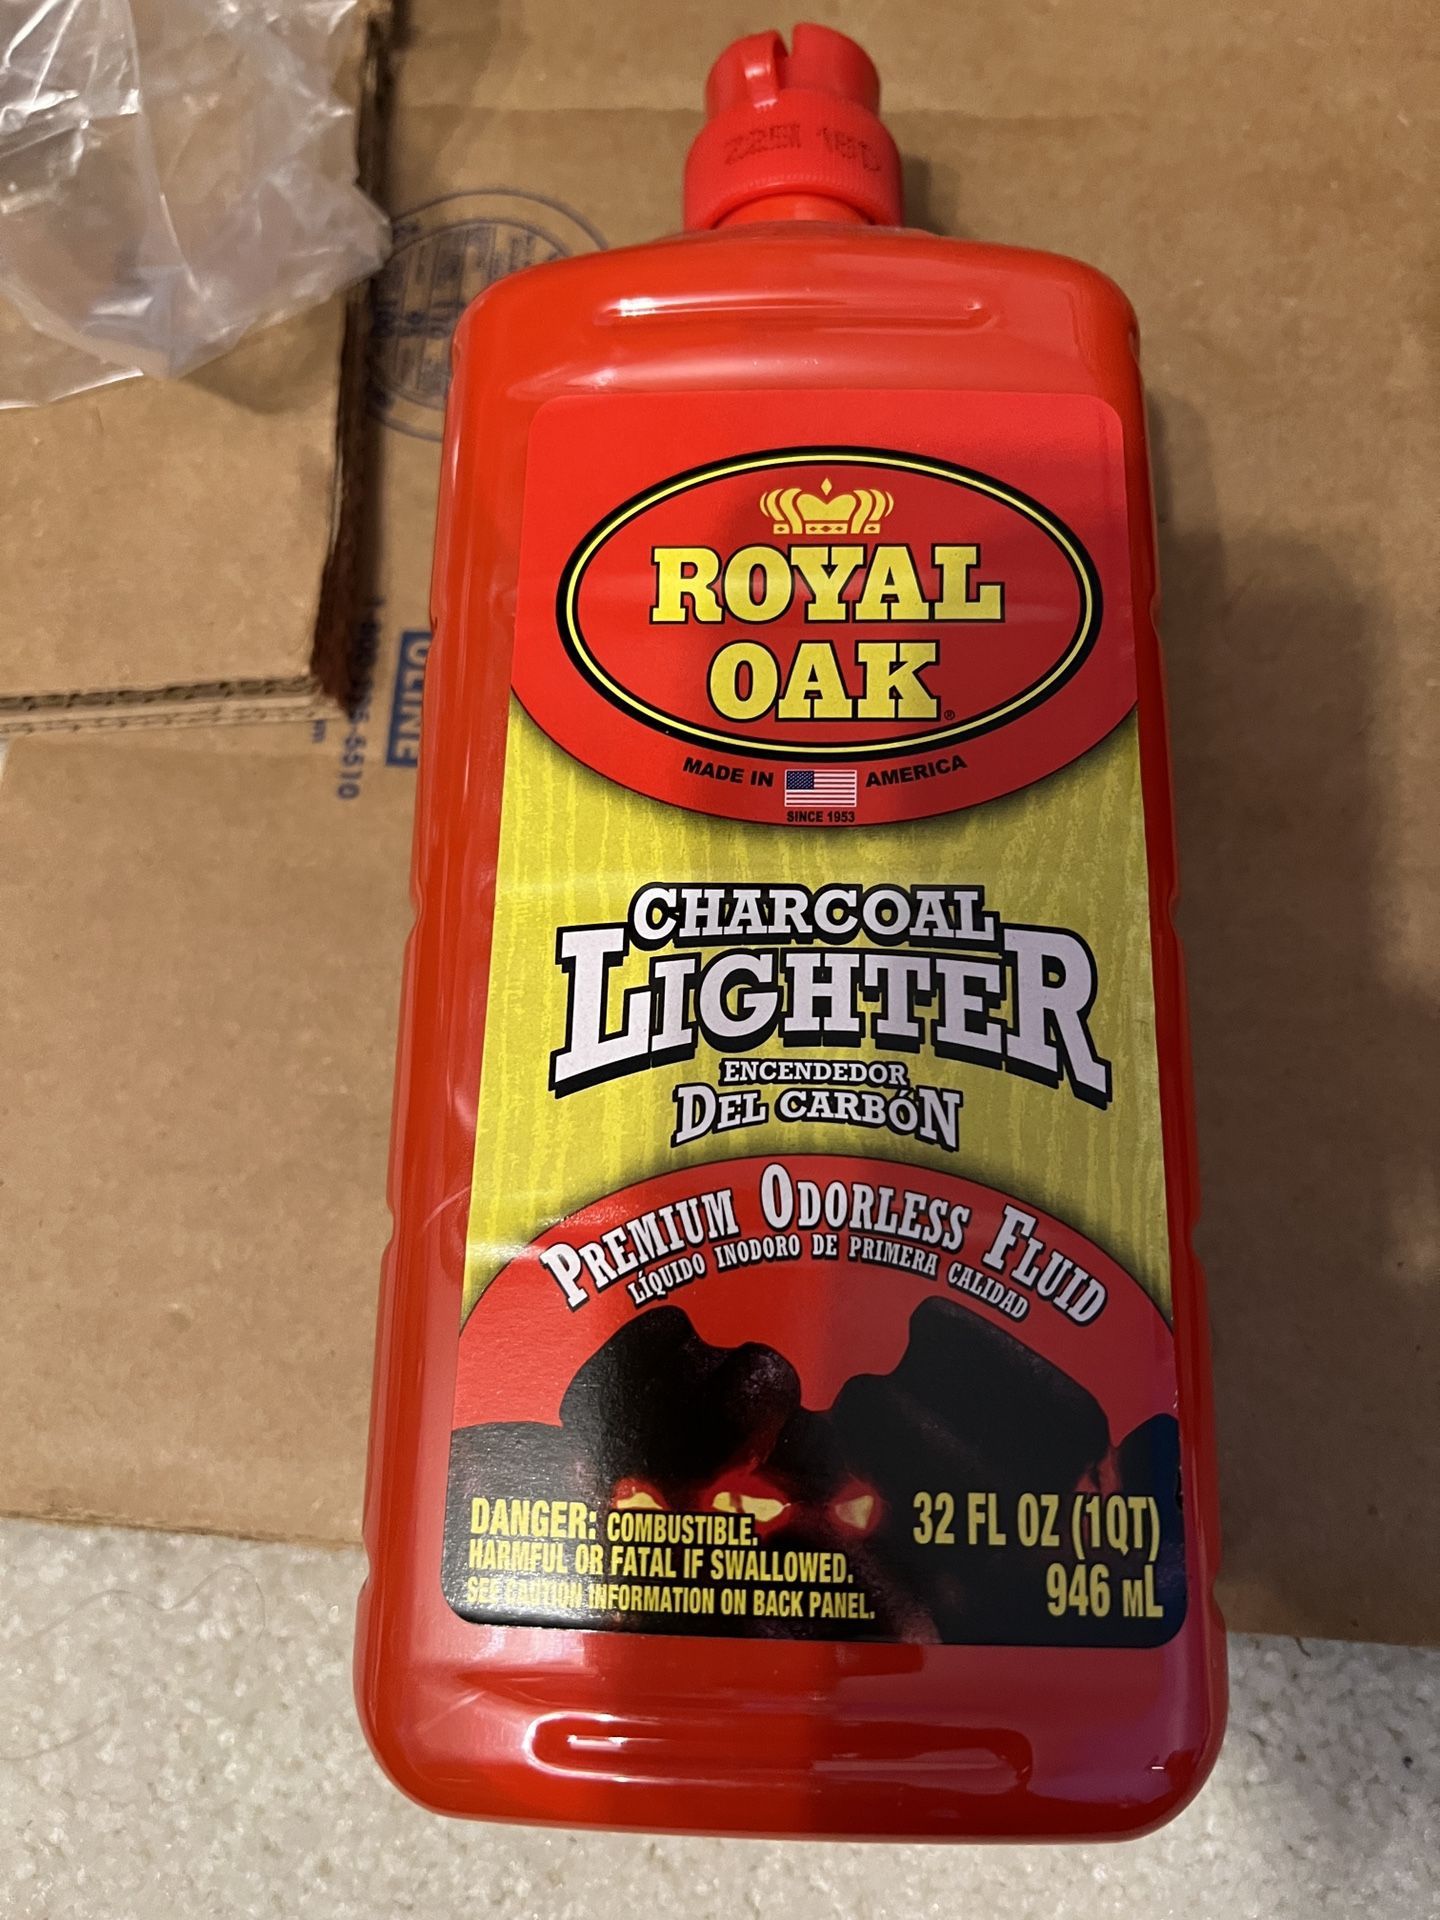 ROYAL
OAK®
MADE IN AMERICA
SINCE 1953
CHARCOAL
LIGHTER
ENCENDEDOR
DEL CARBÓN
PREMIUM ODORLESS FLUID
LÍQUIDO INODORO DE PRIMERA CALIDAD
DANGER: COMBUSTIBLE.
HARMFUL OR FATAL IF SWALLOWED.
SEE CAUTION INFORMATION ON BACK PANEL.
32 FL OZ (1QT)
946 mL